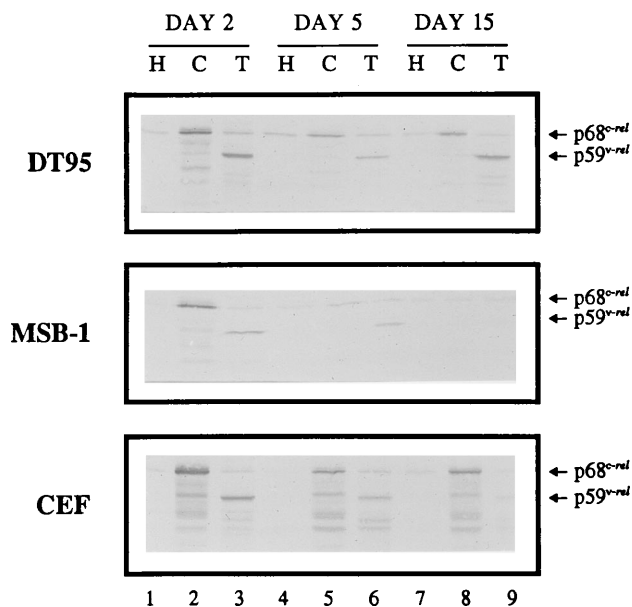 DAY 2 DAY 5 DAY 15
H C T H C T H C T
DT95
p68c-rel
p59v-rel
MSB-1
p68c-rel
p59v-rel
CEF
p68c-rel
p59v-rel
1 2 3 4 5 6 7 8 9